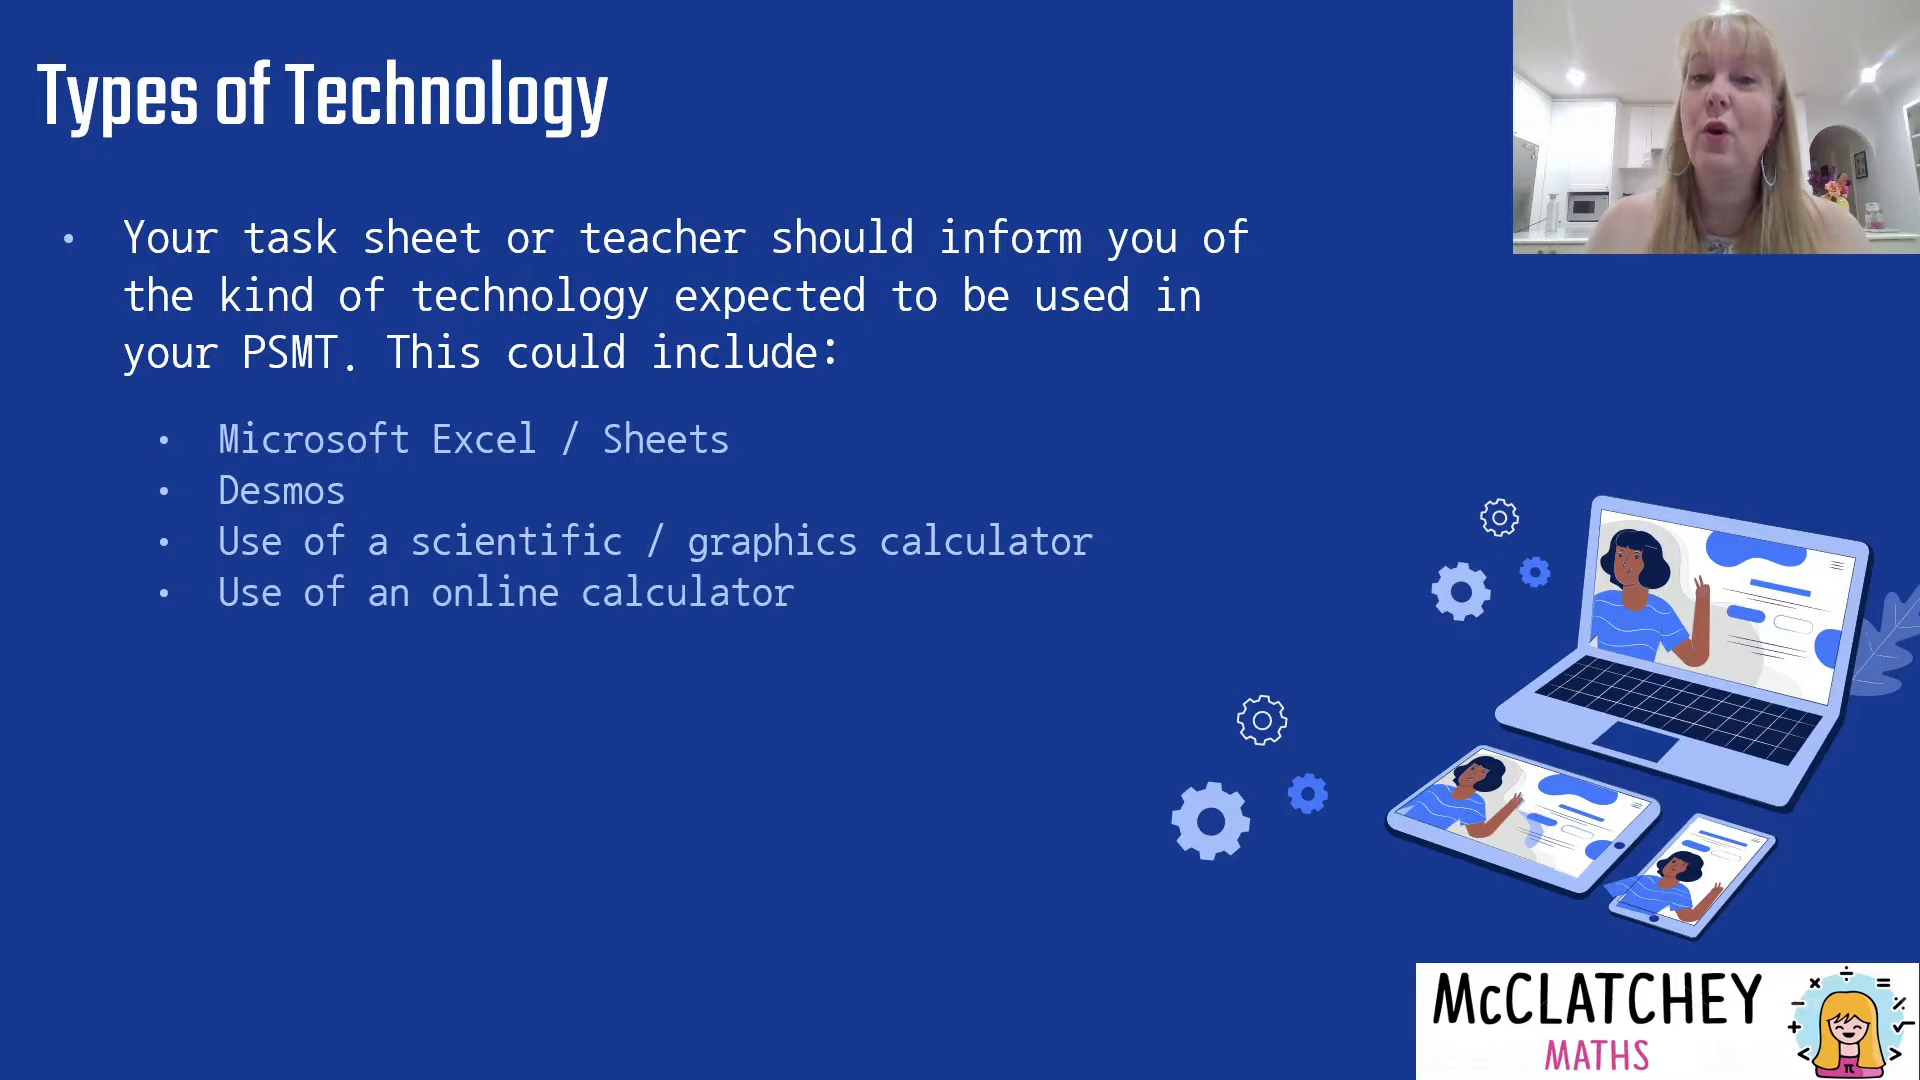 Types of Technology
• Your task sheet or teacher should inform you of
the kind of technology expected to be used in
your PSMT. This could include:
• Microsoft Excel / Sheets
• Desmos
• Use of a scientific / graphics calculator
• Use of an online calculator
McCLATCHEY
MATHS